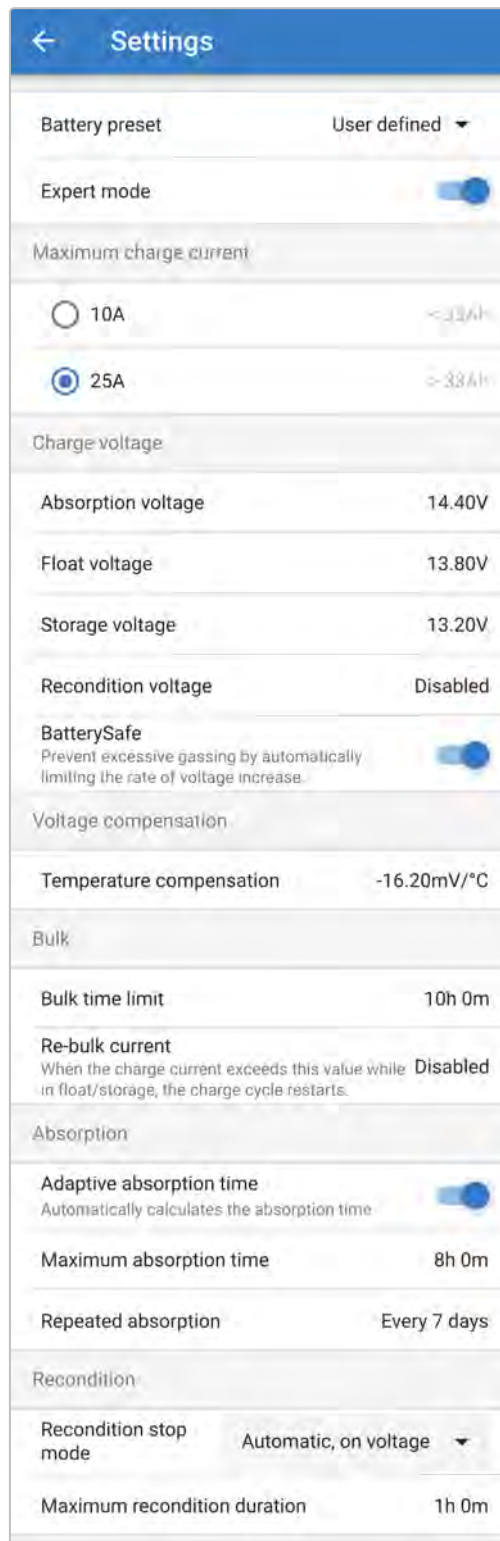 Settings
Battery preset User defined
Expert mode
Maximum charge current
10A < 33Ah
25A > 33Ah
Charge voltage
Absorption voltage 14.40V
Float voltage 13.80V
Storage voltage 13.20V
Recondition voltage Disabled
BatterySafe
Prevent excessive gassing by automatically
limiting the rate of voltage increase.
Voltage compensation
Temperature compensation -16.20mV/°C
Bulk
Bulk time limit 10h 0m
Re-bulk current
When the charge current exceeds this value while Disabled
in float/storage, the charge cycle restarts.
Absorption
Adaptive absorption time
Automatically calculates the absorption time
Maximum absorption time 8h 0m
Repeated absorption Every 7 days
Recondition
Recondition stop
mode Automatic, on voltage
Maximum recondition duration 1h 0m